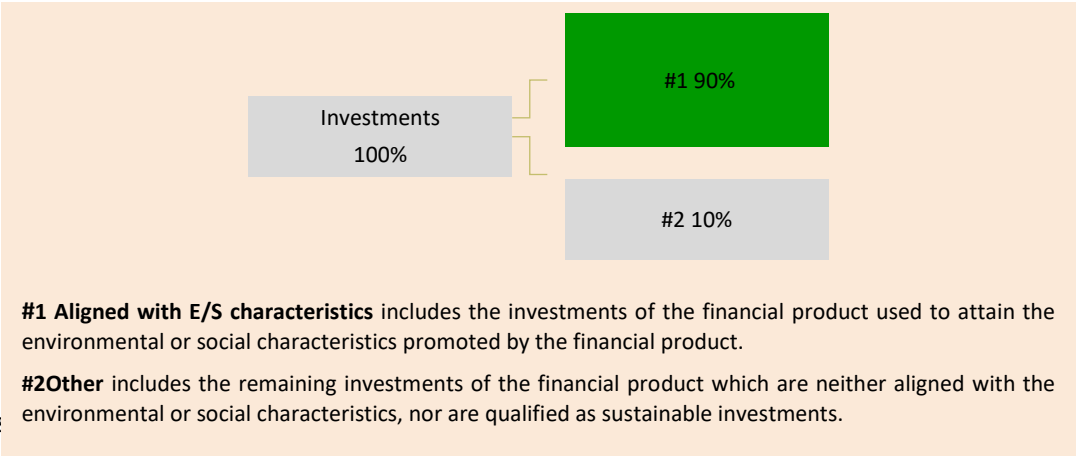 #1 90%
Investments
100%
#2 10%
#1 Aligned with E/S characteristics includes the investments of the financial product used to attain the
environmental or social characteristics promoted by the financial product.
#2Other includes the remaining investments of the financial product which are neither aligned with the
environmental or social characteristics, nor are qualified as sustainable investments.